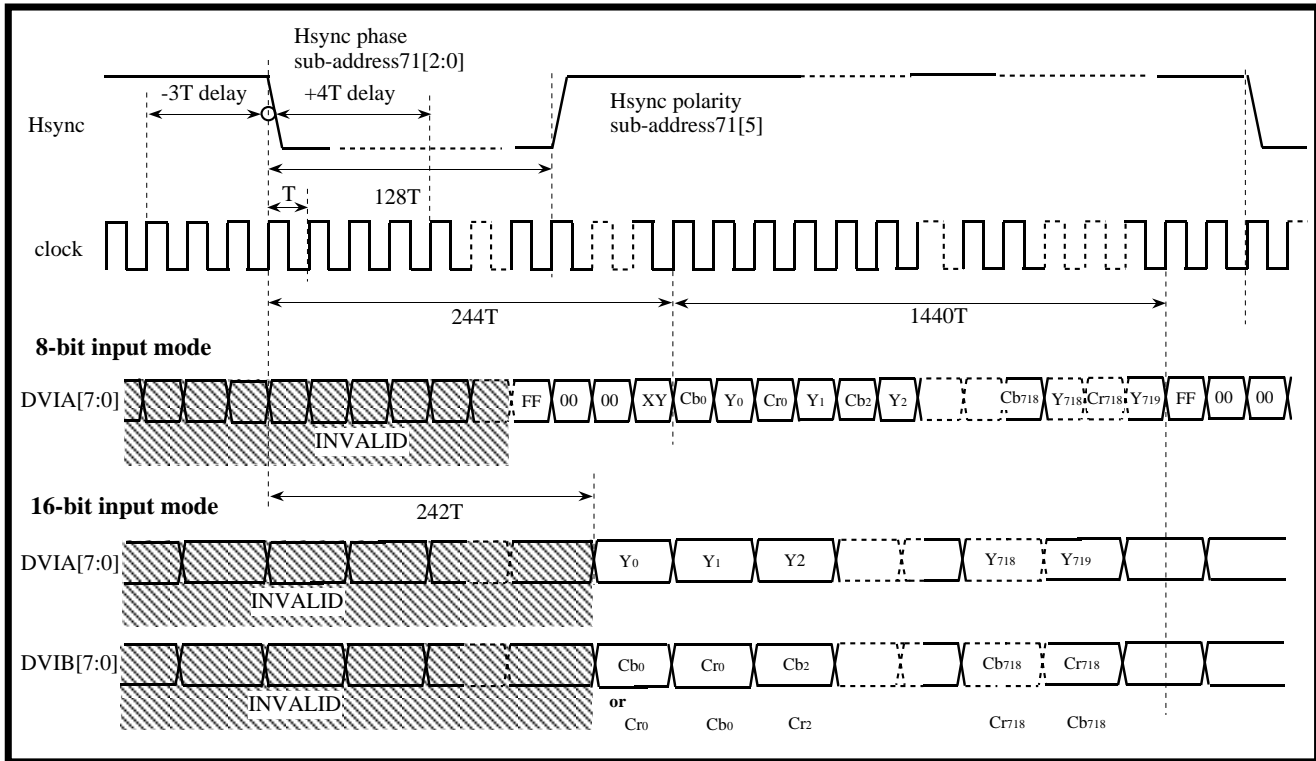 Hsync phase
sub-address71[2:0]
-3T delay
+4T delay
Hsync polarity
sub-address71[5]
Hsync
T
128T
clock
244T
1440T
8-bit input mode
DVIA[7:0]
FF 00 00 XY Cb0 Y0 Cr0 Y1 Cb2 Y2 Cb718 Y718 Cr718 Y719 FF 00 00
INVALID
16-bit input mode
242T
DVIA[7:0]
Y0 Y1 Y2 Y718 Y719
INVALID
DVIB[7:0]
Cb0 Cr0 Cb2 Cb718 Cr718
INVALID
or
Cr0 Cb0 Cr2 Cr718 Cb718